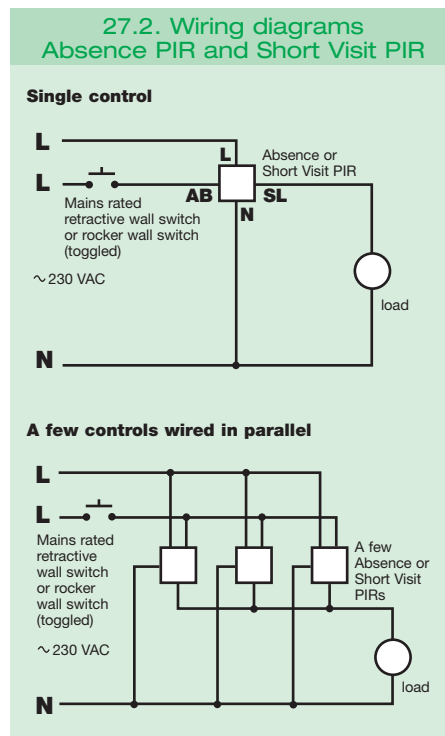 27.2. Wiring diagrams
Absence PIR and Short Visit PIR
Single control
L
L
Absence or
Short Visit PIR
L
AB
SL
N
Mains rated
retractive wall switch
or rocker wall switch
(toggled)
~230 VAC
load
N
A few controls wired in parallel
L
L
Mains rated
retractive
wall switch
or rocker
wall switch
(toggled)
A few
Absence or
Short Visit
PIRs
~230 VAC
load
N